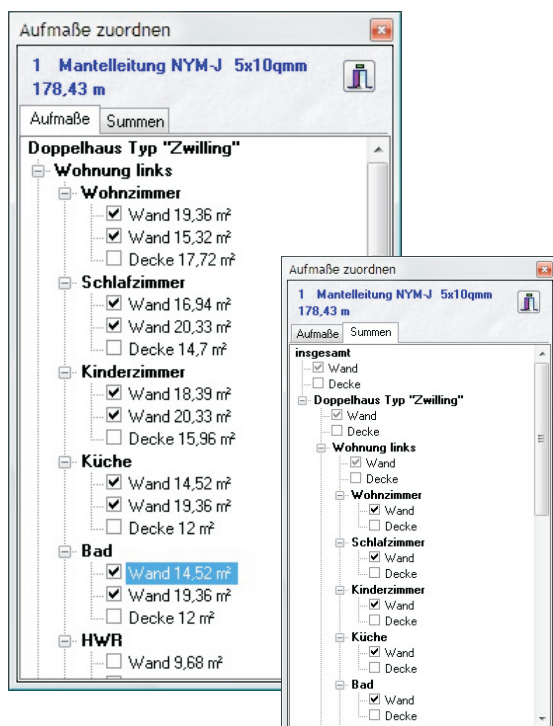 Aufmaße zuordnen
1 Mantelleitung NYM-J 5x10qmm
178,43 m
Aufmaße Summen
Doppelhaus Typ "Zwilling"
Wohnung links
Wohnzimmer
Wand 19,36 m²
Wand 15,32 m²
Decke 17,72 m²
Schlafzimmer
Wand 16,94 m²
Wand 20,33 m²
Decke 14,7 m²
Kinderzimmer
Wand 18,39 m²
Wand 20,33 m²
Decke 15,96 m²
Küche
Wand 14,52 m²
Wand 19,36 m²
Decke 12 m²
Bad
Wand 14,52 m²
Wand 19,36 m²
Decke 12 m²
HWR
Wand 9,68 m²
Aufmaße zuordnen
1 Mantelleitung NYM-J 5x10qmm
178,43 m
Aufmaße Summen
insgesamt
Wand
Decke
Doppelhaus Typ "Zwilling"
Wand
Decke
Wohnung links
Wand
Decke
Wohnzimmer
Wand
Decke
Schlafzimmer
Wand
Decke
Kinderzimmer
Wand
Decke
Küche
Wand
Decke
Bad
Wand
Decke